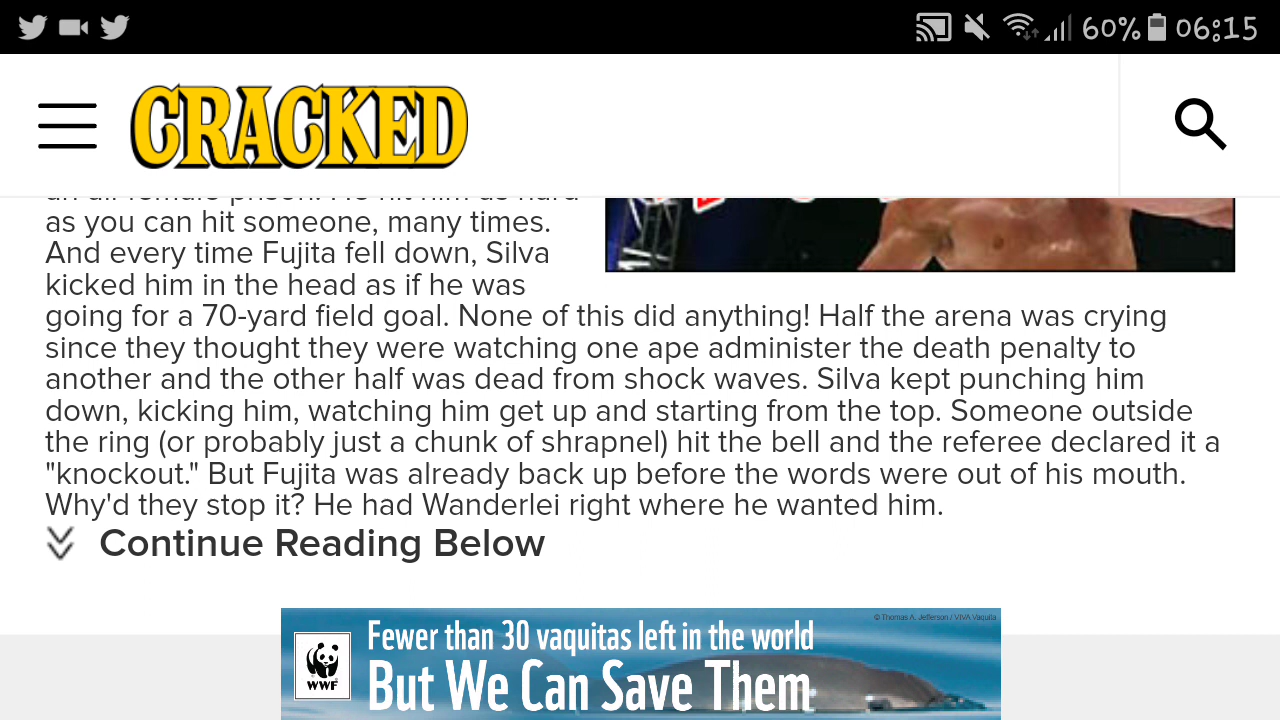 60% 06:15
CRACKED
as you can hit someone, many times.
And every time Fujita fell down, Silva
kicked him in the head as if he was
going for a 70-yard field goal. None of this did anything! Half the arena was crying
since they thought they were watching one ape administer the death penalty to
another and the other half was dead from shock waves. Silva kept punching him
down, kicking him, watching him get up and starting from the top. Someone outside
the ring (or probably just a chunk of shrapnel) hit the bell and the referee declared it a
"knockout." But Fujita was already back up before the words were out of his mouth.
Why'd they stop it? He had Wanderlei right where he wanted him.
Continue Reading Below
© Thomas A. Jefferson / VIVA Vaquita
Fewer than 30 vaquitas left in the world
But We Can Save Them
WWF